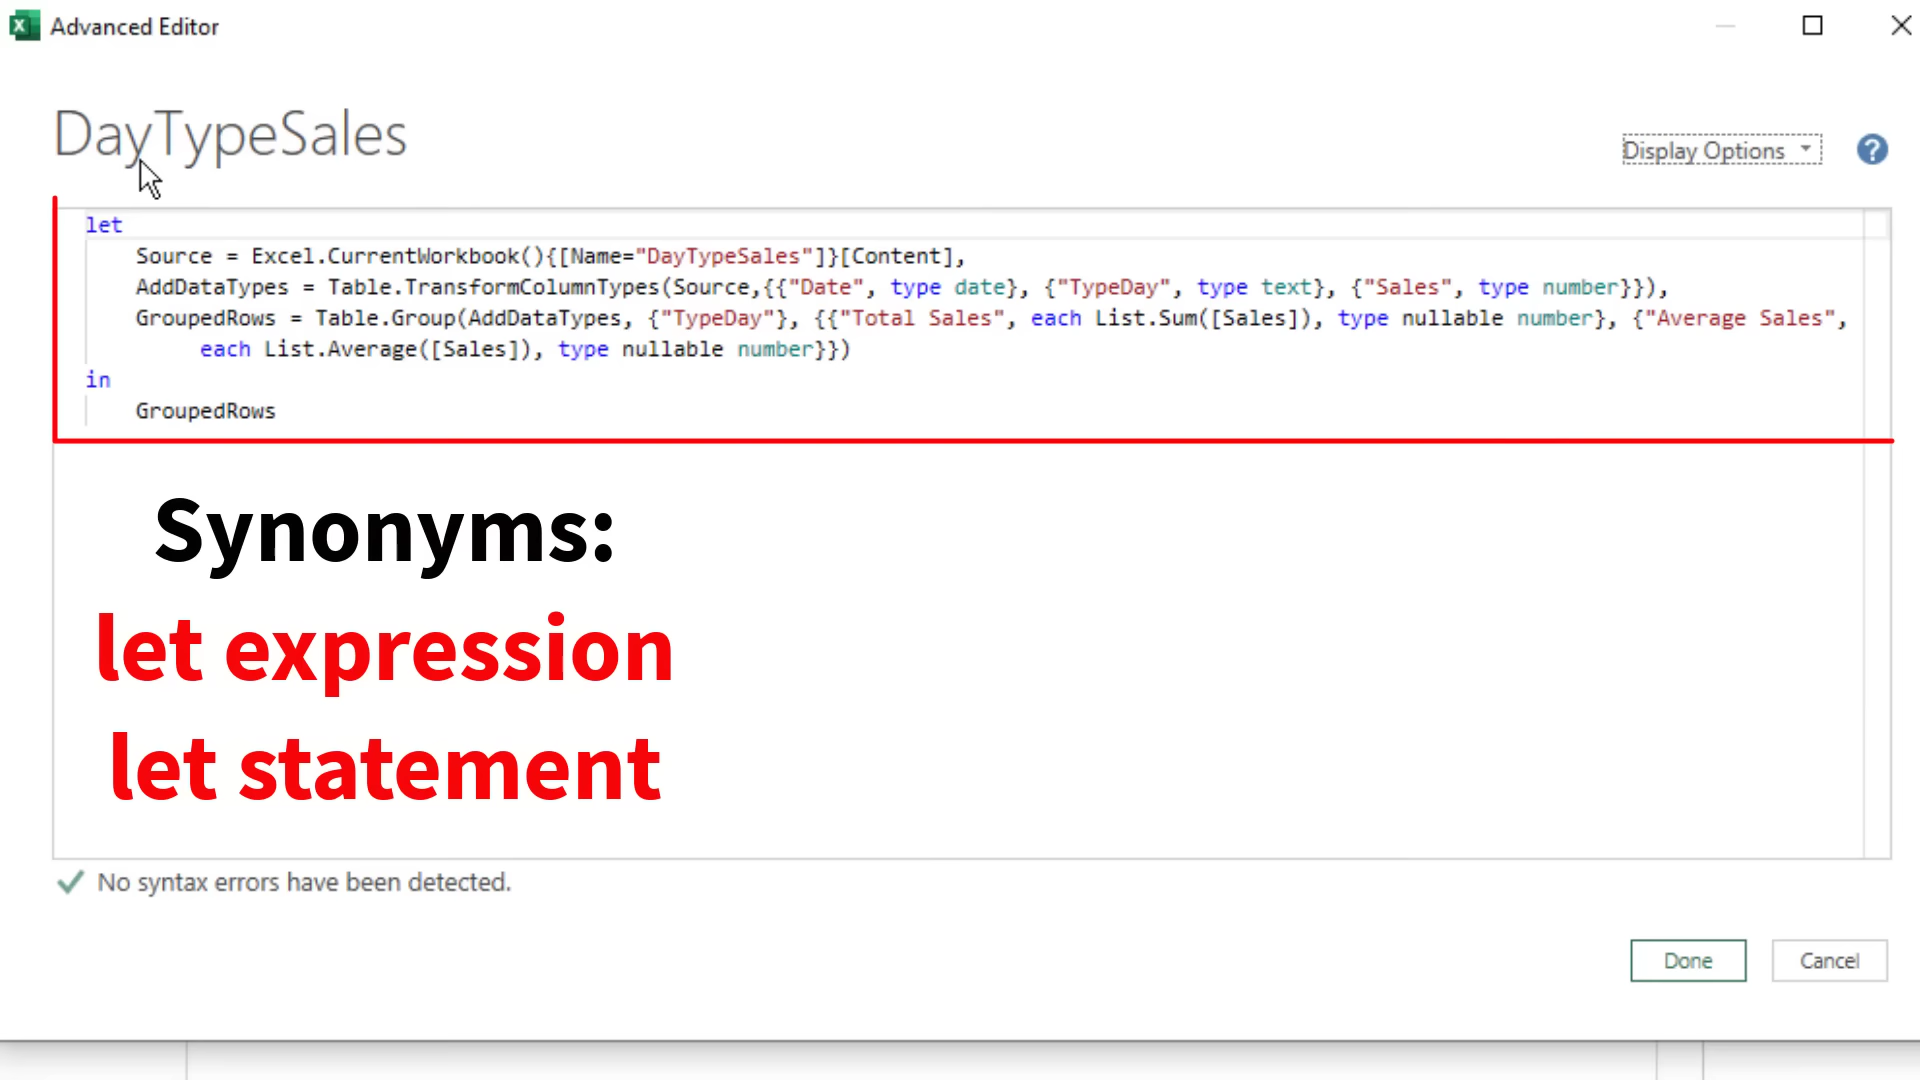 Advanced Editor
DayTypeSales
Display Options
?
let
Source = Excel.CurrentWorkbook(){[Name="DayTypeSales"]}[Content],
AddDataTypes = Table.TransformColumnTypes(Source,{{"Date", type date}, {"TypeDay", type text}, {"Sales", type number}}),
GroupedRows = Table.Group(AddDataTypes, {"TypeDay"}, {{"Total Sales", each List.Sum([Sales]), type nullable number}, {"Average Sales",
each List.Average([Sales]), type nullable number}})
in
GroupedRows
Synonyms:
let expression
let statement
No syntax errors have been detected.
Done
Cancel